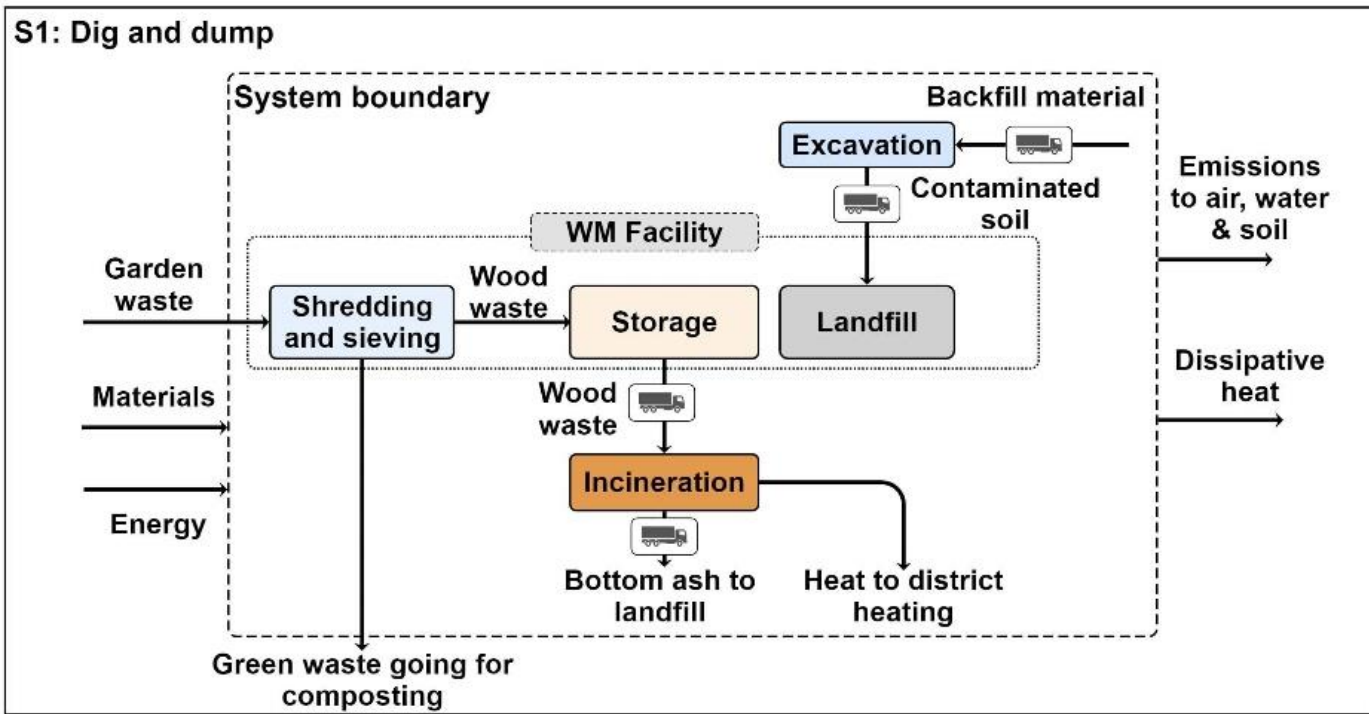 S1: Dig and dump
System boundary
Backfill material
Excavation
Contaminated
soil
Emissions
to air, water
& soil
WM Facility
Garden
waste
Shredding
and sieving
Wood
waste
Storage
Landfill
Materials
Wood
waste
Dissipative
heat
Energy
Incineration
Bottom ash to
landfill
Heat to district
heating
Green waste going for
composting